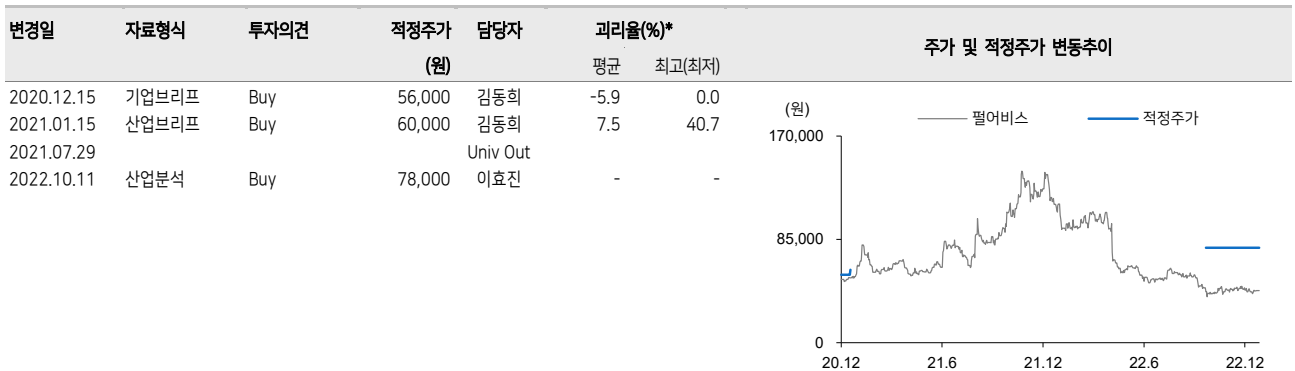 변경일 자료형식 투자의견 적정주가 담당자 괴리율(%)*
(원) 평균 최고(최저)
2020.12.15 기업브리프 Buy 56,000 김동희 -5.9 0.0
2021.01.15 산업브리프 Buy 60,000 김동희 7.5 40.7
2021.07.29 Univ Out
2022.10.11 산업분석 Buy 78,000 이효진 - -
주가 및 적정주가 변동추이
(원)
펄어비스 적정주가
170,000
85,000
0
20.12 21.6 21.12 22.6 22.12